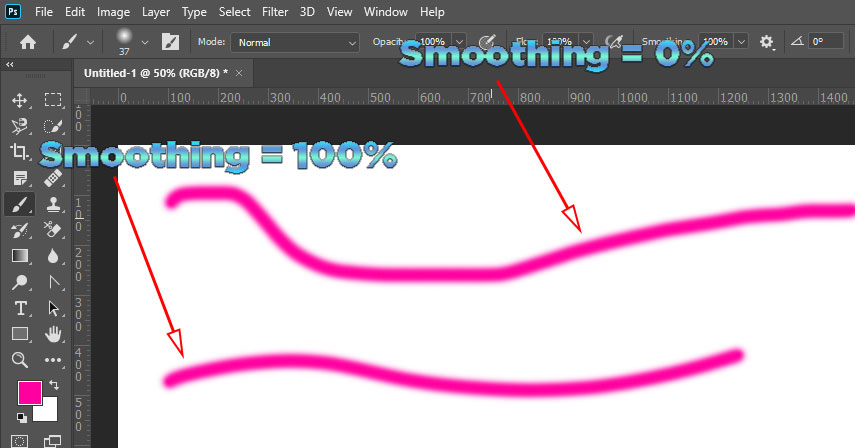 Ps File Edit Image Layer Type Select Filter 3D View Window Help
37 Mode: Normal Opacity: 100% Flow: 100% Smoothing: 100% 0°
Smoothing = 0%
Untitled-1 @ 50% (RGB/8) * ×
0 100 200 300 400 500 600 700 800 900 1000 1100 1200 1300 1400
Smoothing = 100%
100
0
100
200
300
400
500
T